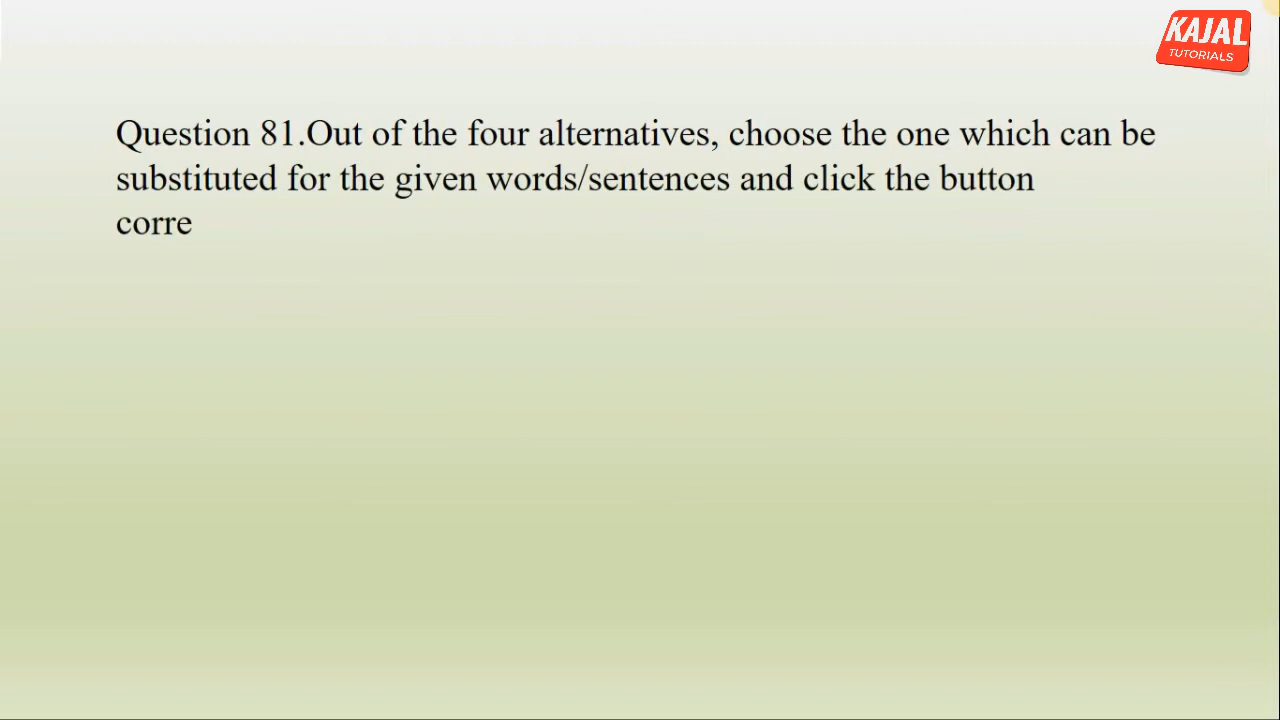 KAJAL
TUTORIALS
Question 81.Out of the four alternatives, choose the one which can be
substituted for the given words/sentences and click the button
corre